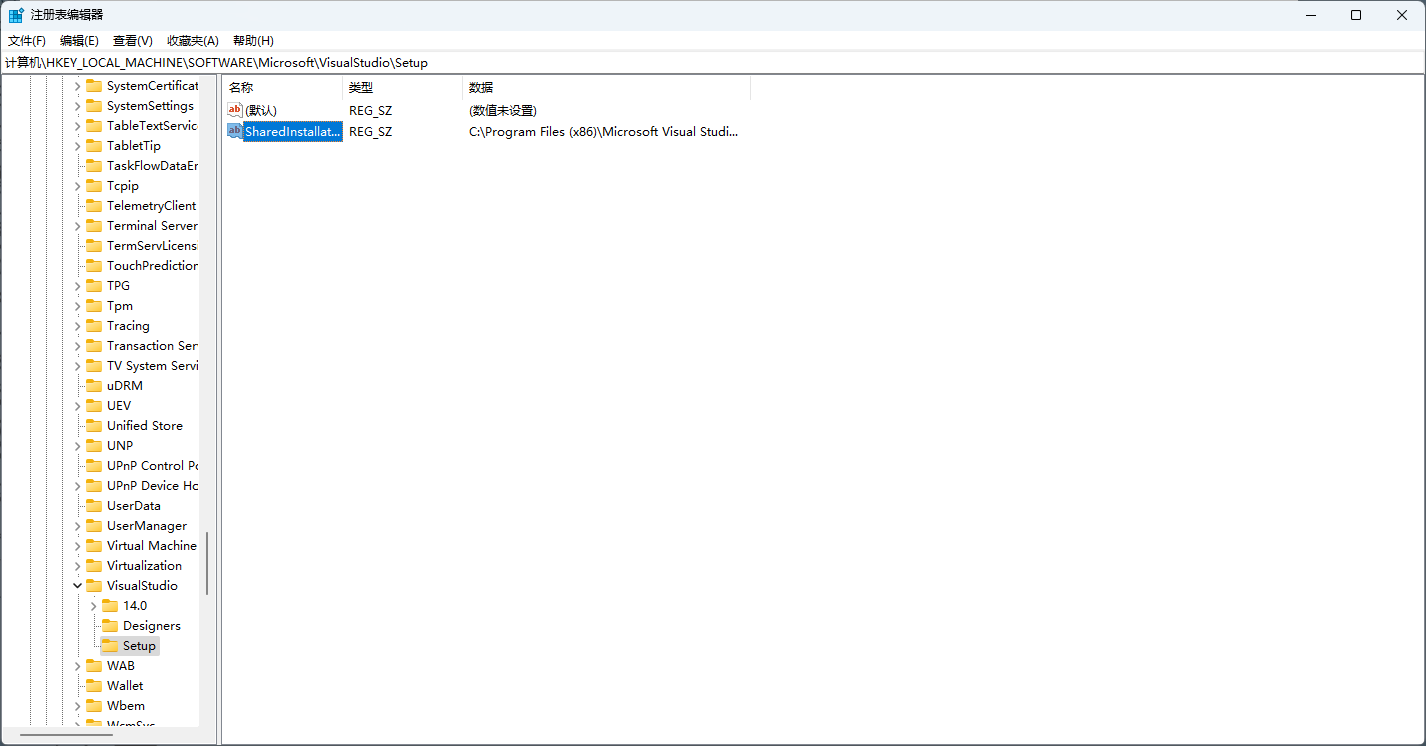 注册表编辑器
文件(F) 编辑(E) 查看(V) 收藏夹(A) 帮助(H)
计算机\HKEY_LOCAL_MACHINE\SOFTWARE\Microsoft\VisualStudio\Setup
名称 类型 数据
(默认) REG_SZ (数值未设置)
SharedInstallat... REG_SZ C:\Program Files (x86)\Microsoft Visual Studi...
SystemCertificat
SystemSettings
TableTextServic
TabletTip
TaskFlowDataEr
Tcpip
TelemetryClient
Terminal Server
TermServLicens
TouchPrediction
TPG
Tpm
Tracing
Transaction Ser
TV System Servi
uDRM
UEV
Unified Store
UNP
UPnP Control Po
UPnP Device Ho
UserData
UserManager
Virtual Machine
Virtualization
VisualStudio
14.0
Designers
Setup
WAB
Wallet
Wbem
WcmSvc